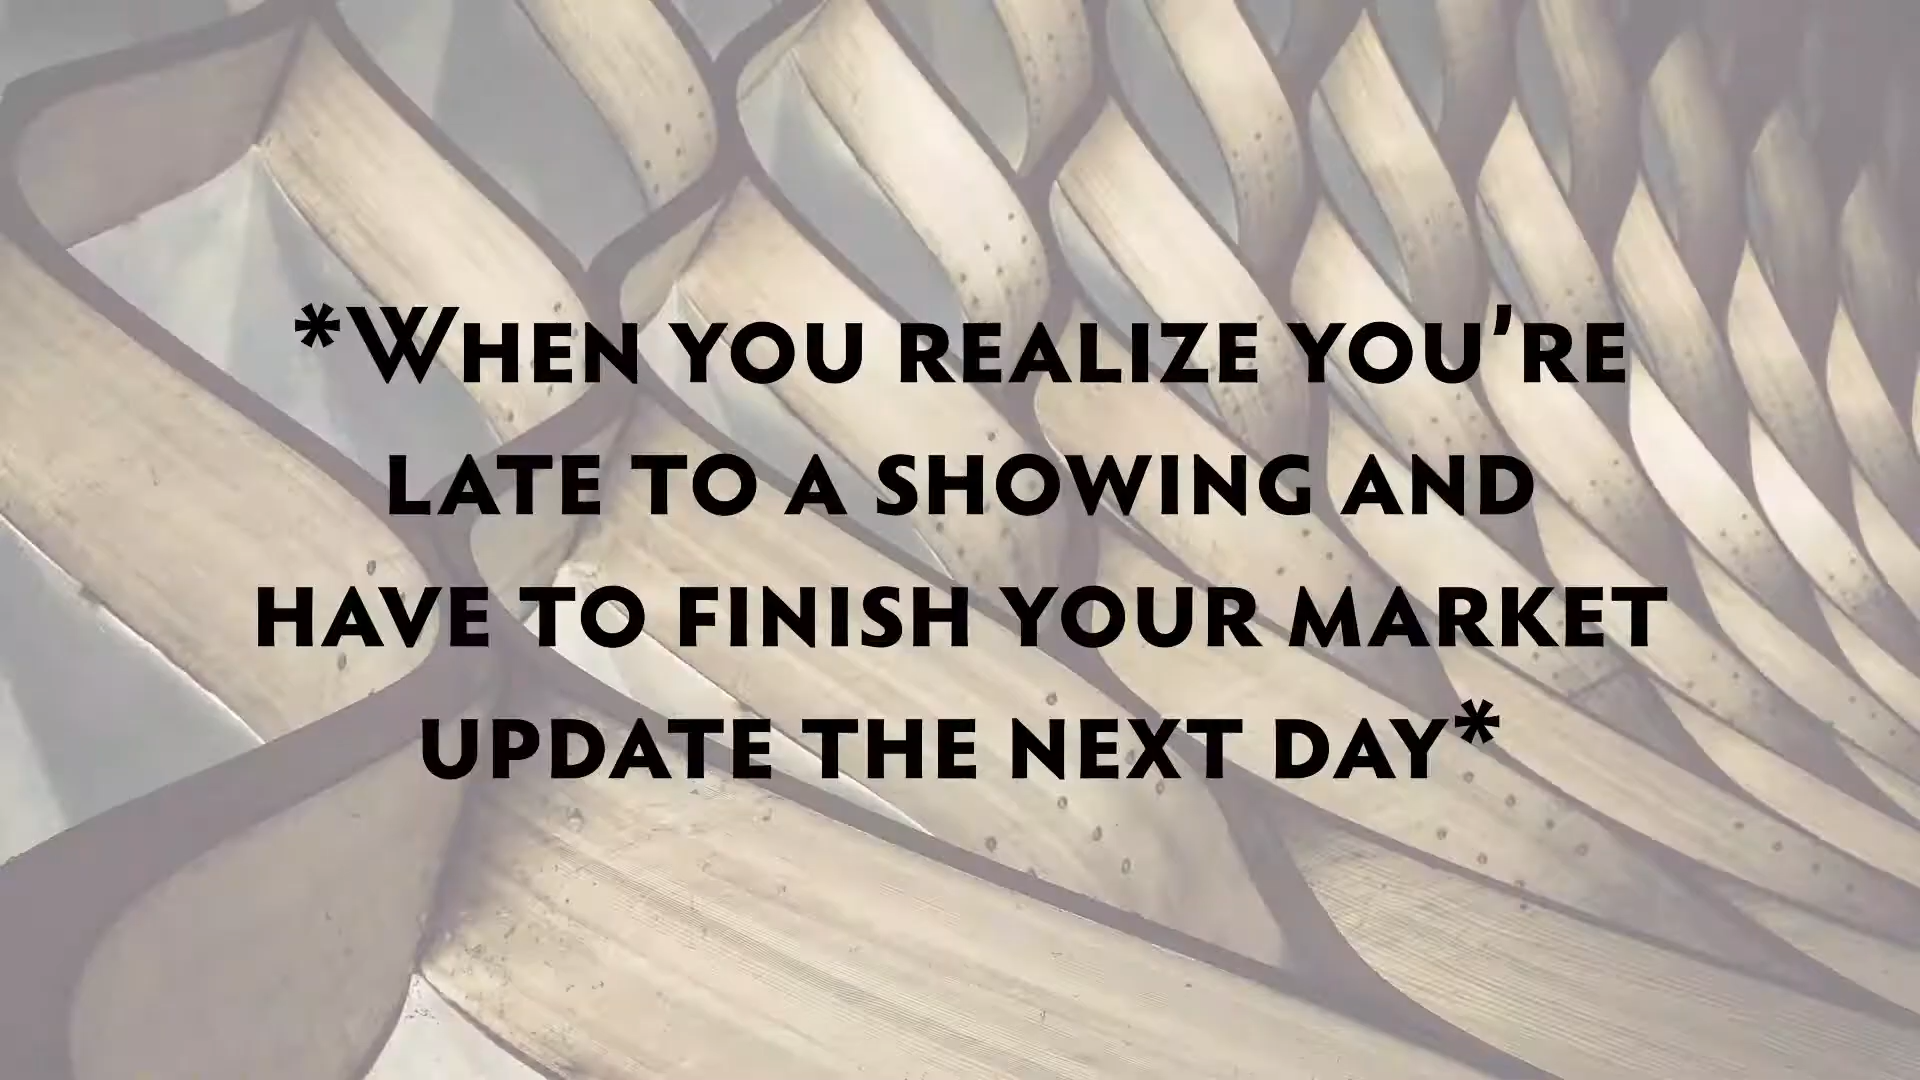 *When you realize you're
late to a showing and
have to finish your market
update the next day*